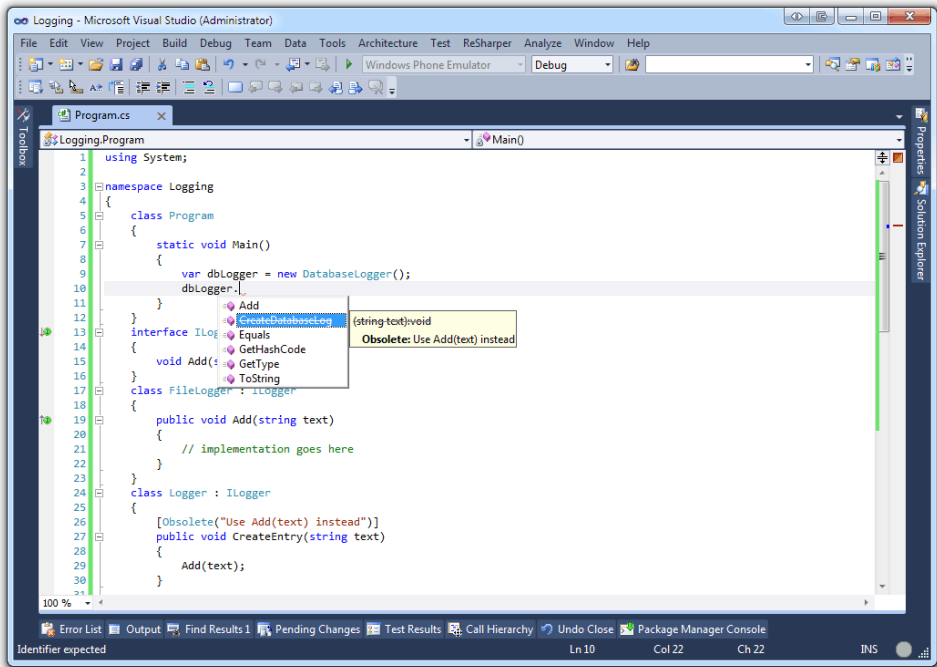 Logging - Microsoft Visual Studio (Administrator)
File Edit View Project Build Debug Team Data Tools Architecture Test ReSharper Analyze Window Help
Windows Phone Emulator Debug
Program.cs
Toolbox
Properties
Solution Explorer
Logging.Program Main()
1 using System;
2
3 namespace Logging
4 {
5 class Program
6 {
7 static void Main()
8 {
9 var dbLogger = new DatabaseLogger();
10 dbLogger.
11 }
12 }
13 interface ILog
14 {
15 void Add(s
16 }
17 class FileLogger : ILogger
18 {
19 public void Add(string text)
20 {
21 // implementation goes here
22 }
23 }
24 class Logger : ILogger
25 {
26 [Obsolete("Use Add(text) instead")]
27 public void CreateEntry(string text)
28 {
29 Add(text);
30 }
31
Add
CreateDatabaseLog
Equals
GetHashCode
GetType
ToString
(string text):void
Obsolete: Use Add(text) instead
100 %
Error List Output Find Results 1 Pending Changes Test Results Call Hierarchy Undo Close Package Manager Console
Identifier expected Ln 10 Col 22 Ch 22 INS